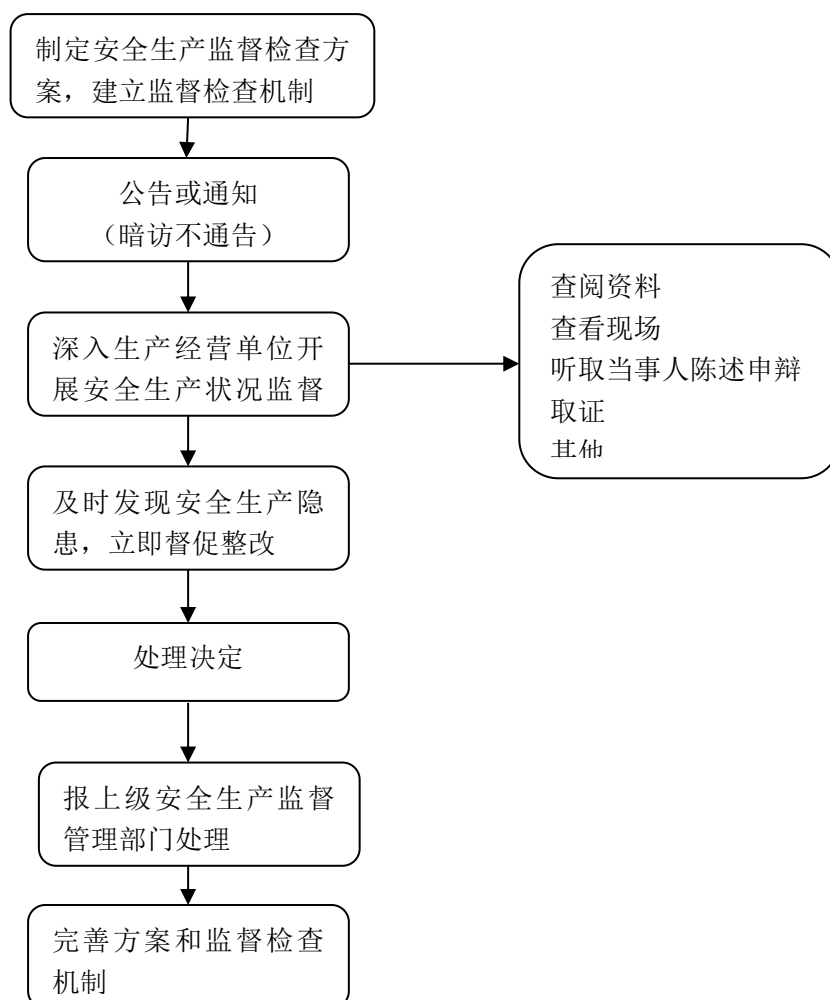 制定安全生产监督检查方
案，建立监督检查机制
公告或通知
（暗访不通告）
深入生产经营单位开
展安全生产状况监督
查阅资料
查看现场
听取当事人陈述申辩
取证
其他
及时发现安全生产隐
患，立即督促整改
处理决定
报上级安全生产监督
管理部门处理
完善方案和监督检查
机制